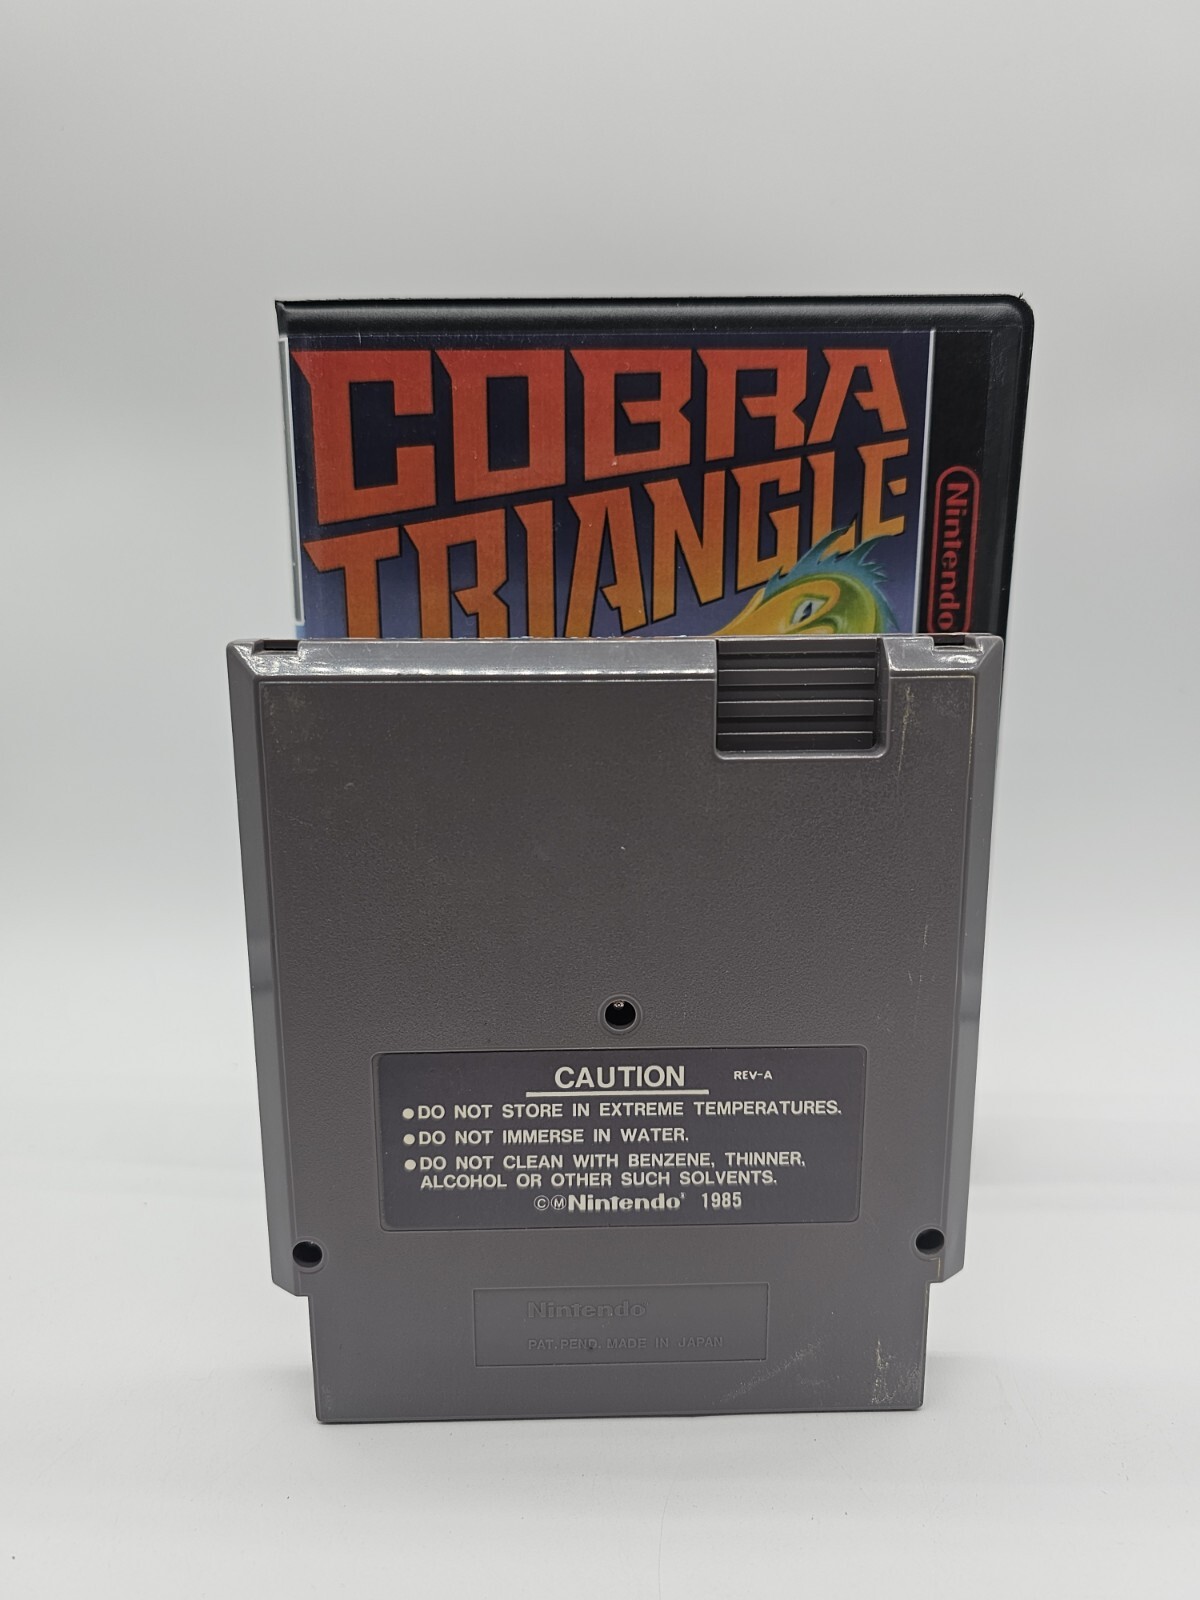 COBRA
TRIANGLE
Nintendo
CAUTION REV-A
●DO NOT STORE IN EXTREME TEMPERATURES.
●DO NOT IMMERSE IN WATER.
●DO NOT CLEAN WITH BENZENE, THINNER,
ALCOHOL OR OTHER SUCH SOLVENTS.
©ⓂNintendo® 1985
Nintendo
PAT. PEND. MADE IN JAPAN